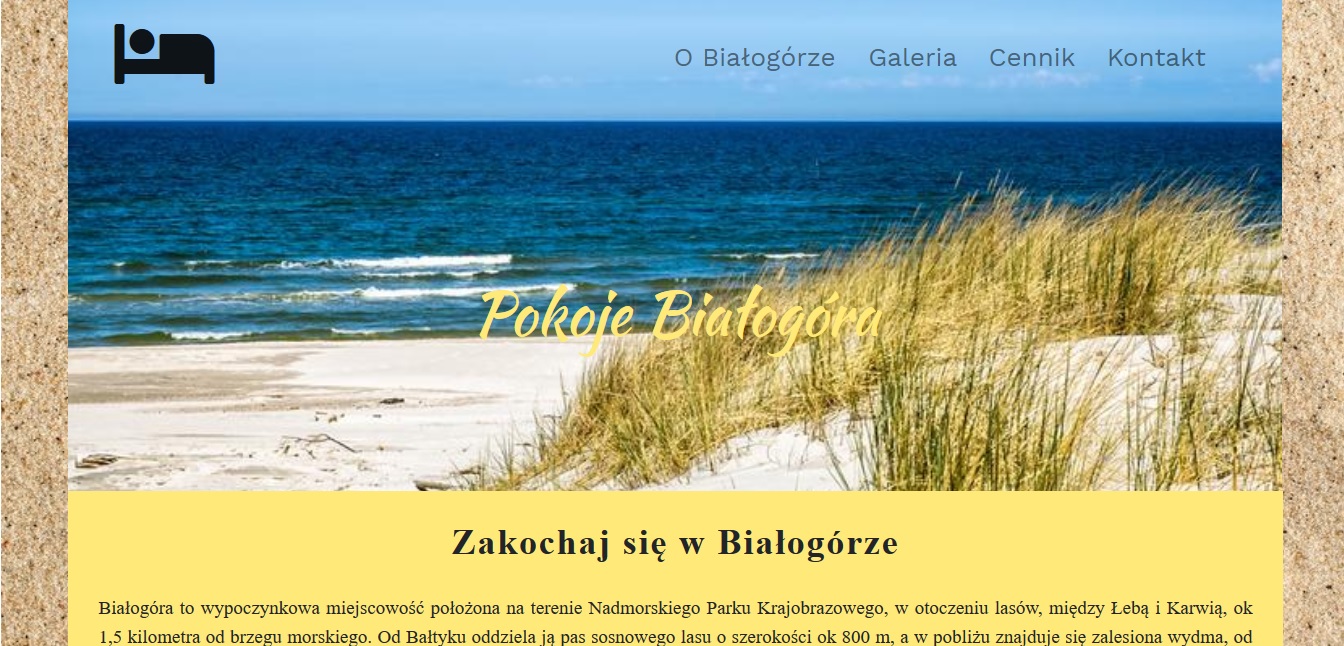 O Białogórze Galeria Cennik Kontakt
Pokoje Białogóra
Zakochaj się w Białogórze
Białogóra to wypoczynkowa miejscowość położona na terenie Nadmorskiego Parku Krajobrazowego, w otoczeniu lasów, między Łebą i Karwią, ok
1,5 kilometra od brzegu morskiego. Od Bałtyku oddziela ją pas sosnowego lasu o szerokości ok 800 m, a w pobliżu znajduje się zalesiona wydma, od